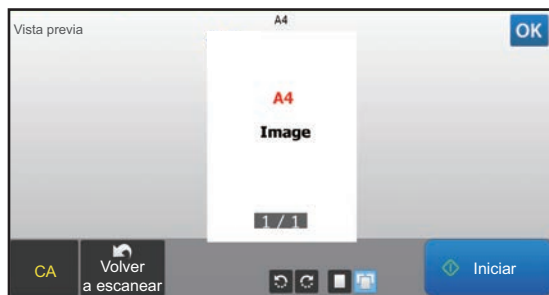 A4
Vista previa
OK
A4
Image
1 / 1
CA
Volver
a escanear
Iniciar